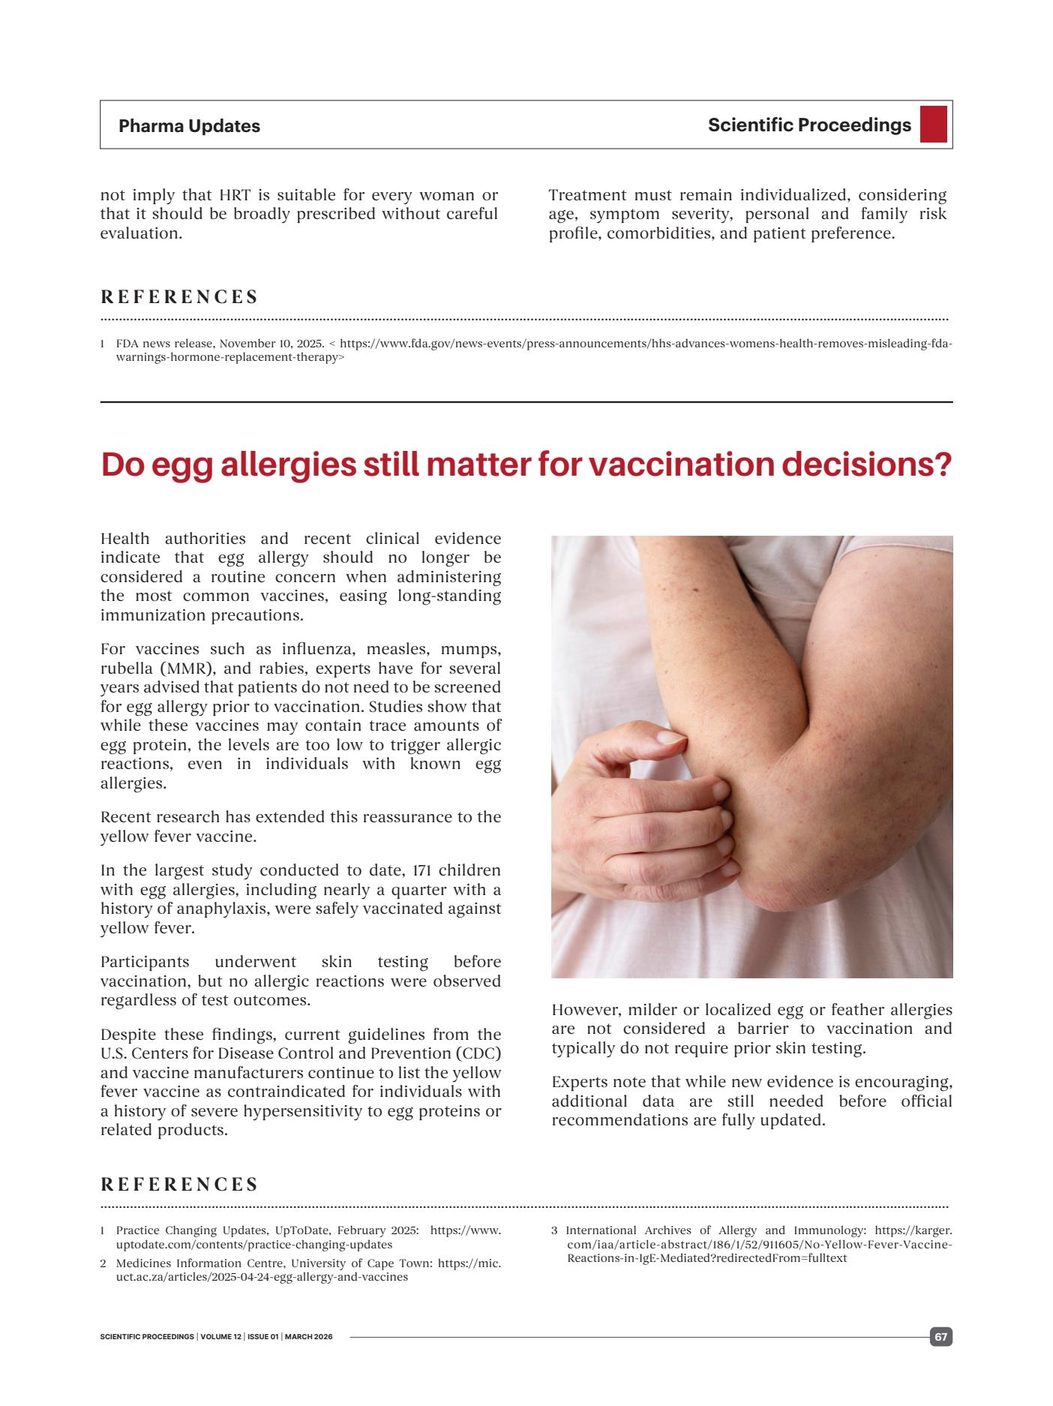 Pharma Updates
Scientific Proceedings
not imply that HRT is suitable for every woman or
that it should be broadly prescribed without careful
evaluation.
Treatment must remain individualized, considering
age, symptom severity, personal and family risk
profile, comorbidities, and patient preference.
REFERENCES
1 FDA news release, November 10, 2025. < https://www.fda.gov/news-events/press-announcements/hhs-advances-womens-health-removes-misleading-fda-
warnings-hormone-replacement-therapy>
Do egg allergies still matter for vaccination decisions?
Health authorities and recent clinical evidence
indicate that egg allergy should no longer be
considered a routine concern when administering
the most common vaccines, easing long-standing
immunization precautions.
For vaccines such as influenza, measles, mumps,
rubella (MMR), and rabies, experts have for several
years advised that patients do not need to be screened
for egg allergy prior to vaccination. Studies show that
while these vaccines may contain trace amounts of
egg protein, the levels are too low to trigger allergic
reactions, even in individuals with known egg
allergies.
Recent research has extended this reassurance to the
yellow fever vaccine.
In the largest study conducted to date, 171 children
with egg allergies, including nearly a quarter with a
history of anaphylaxis, were safely vaccinated against
yellow fever.
Participants underwent skin testing before
vaccination, but no allergic reactions were observed
regardless of test outcomes.
Despite these findings, current guidelines from the
U.S. Centers for Disease Control and Prevention (CDC)
and vaccine manufacturers continue to list the yellow
fever vaccine as contraindicated for individuals with
a history of severe hypersensitivity to egg proteins or
related products.
However, milder or localized egg or feather allergies
are not considered a barrier to vaccination and
typically do not require prior skin testing.
Experts note that while new evidence is encouraging,
additional data are still needed before official
recommendations are fully updated.
REFERENCES
1 Practice Changing Updates, UpToDate, February 2025: https://www.
uptodate.com/contents/practice-changing-updates
2 Medicines Information Centre, University of Cape Town: https://mic.
uct.ac.za/articles/2025-04-24-egg-allergy-and-vaccines
3 International Archives of Allergy and Immunology: https://karger.
com/iaa/article-abstract/186/1/52/911605/No-Yellow-Fever-Vaccine-
Reactions-in-IgE-Mediated?redirectedFrom=fulltext
SCIENTIFIC PROCEEDINGS | VOLUME 12 | ISSUE 01 | MARCH 2026
67